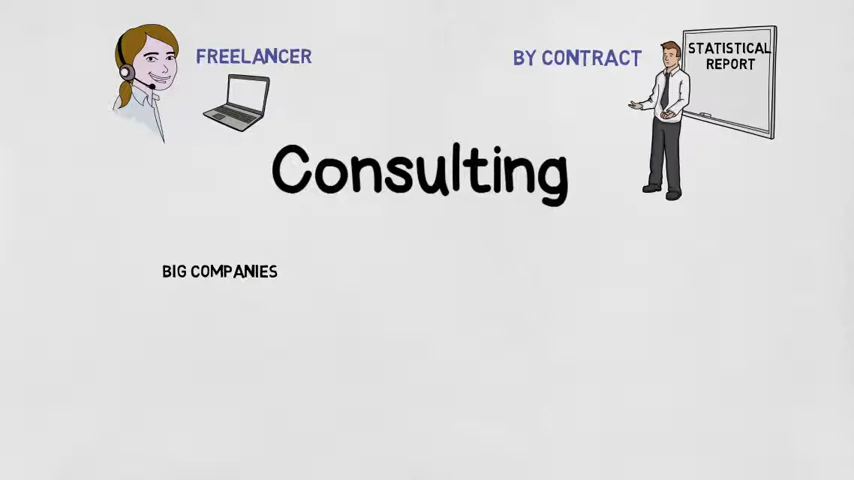 FREELANCER
BY CONTRACT
STATISTICAL
REPORT
Consulting
BIG COMPANIES